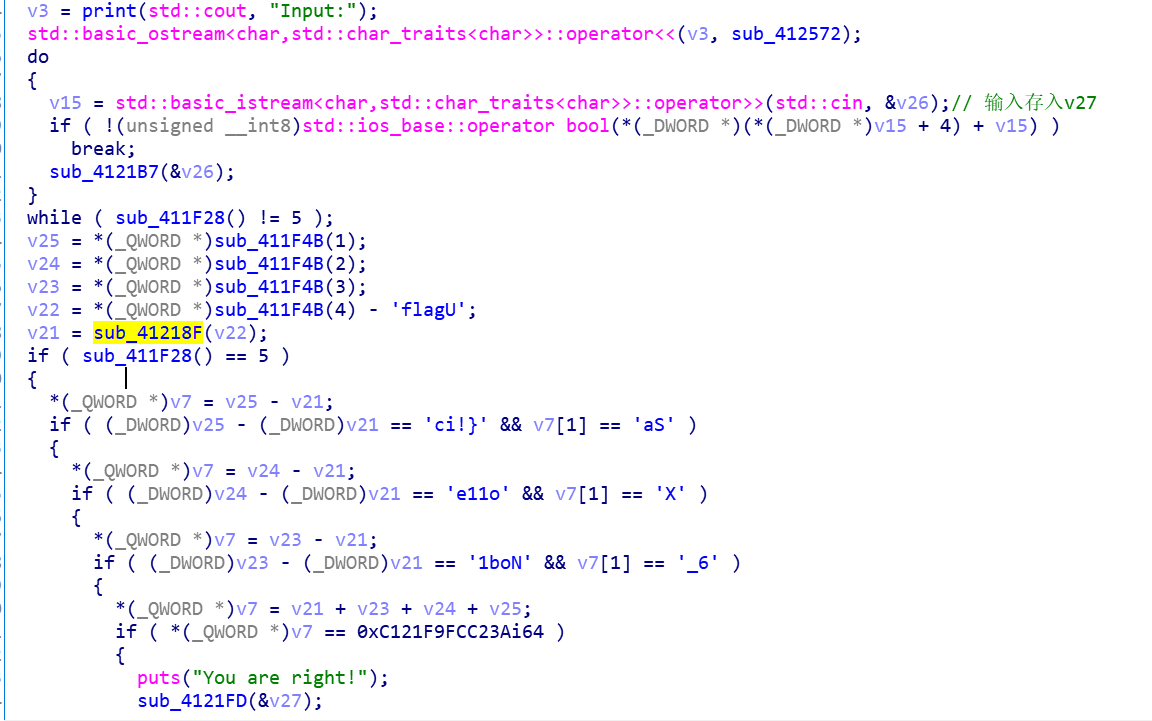 v3 = print(std::cout, "Input:");
std::basic_ostream<char,std::char_traits<char>>::operator<<(v3, sub_412572);
do
{
v15 = std::basic_istream<char,std::char_traits<char>>::operator>>(std::cin, &v26);// 输入存入v27
if ( !(unsigned __int8)std::ios_base::operator bool(*(_DWORD *)(*(_DWORD *)v15 + 4) + v15) )
break;
sub_4121B7(&v26);
}
while ( sub_411F28() != 5 );
v25 = *(_QWORD *)sub_411F4B(1);
v24 = *(_QWORD *)sub_411F4B(2);
v23 = *(_QWORD *)sub_411F4B(3);
v22 = *(_QWORD *)sub_411F4B(4) - 'flagU';
v21 = sub_41218F(v22);
if ( sub_411F28() == 5 )
{
*(_QWORD *)v7 = v25 - v21;
if ( (_DWORD)v25 - (_DWORD)v21 == 'ci!}' && v7[1] == 'aS' )
{
*(_QWORD *)v7 = v24 - v21;
if ( (_DWORD)v24 - (_DWORD)v21 == 'e11o' && v7[1] == 'X' )
{
*(_QWORD *)v7 = v23 - v21;
if ( (_DWORD)v23 - (_DWORD)v21 == '1boN' && v7[1] == '_6' )
{
*(_QWORD *)v7 = v21 + v23 + v24 + v25;
if ( *(_QWORD *)v7 == 0xC121F9FCC23Ai64 )
{
puts("You are right!");
sub_4121FD(&v27);